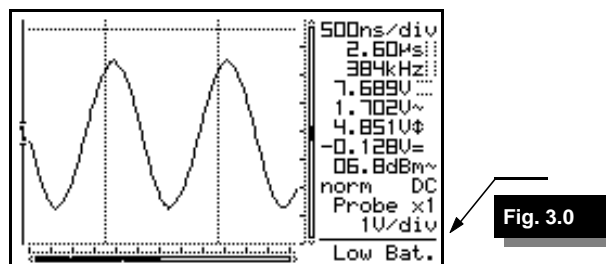 500ns/div
2.60µs
384kHz
7.689V
1.702V~
4.851V⇕
-0.128V=
06.8dBm~
norm DC
Probe x1
1V/div
Low Bat.
Fig. 3.0